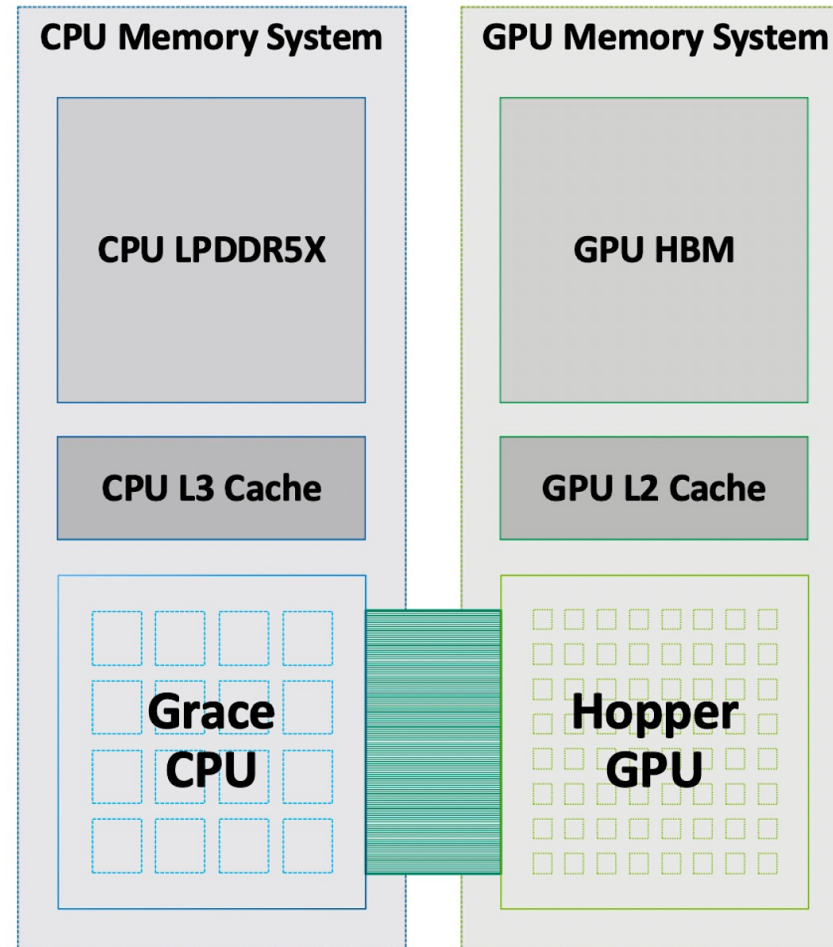 CPU Memory System
CPU LPDDR5X
CPU L3 Cache
Grace
CPU
GPU Memory System
GPU HBM
GPU L2 Cache
Hopper
GPU